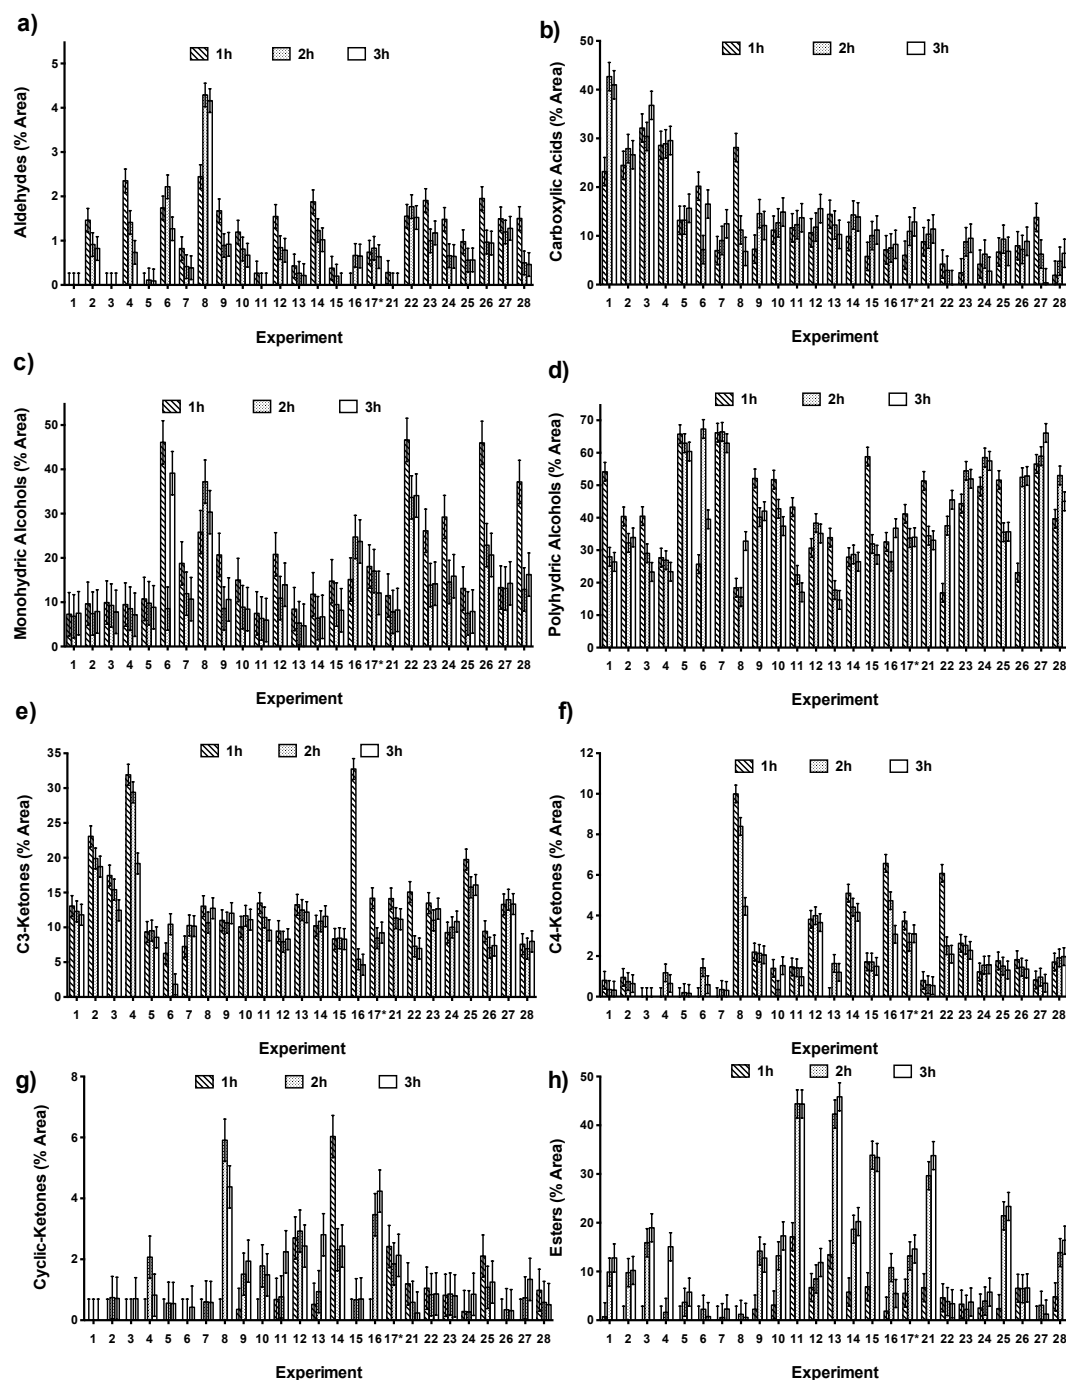 a)
1h 2h 3h
Aldehydes (% Area)
5
4
3
2
1
0
1 2 3 4 5 6 7 8 9 10 11 12 13 14 15 16 17* 21 22 23 24 25 26 27 28
Experiment
b)
1h 2h 3h
Carboxylic Acids (% Area)
50
40
30
20
10
0
1 2 3 4 5 6 7 8 9 10 11 12 13 14 15 16 17* 21 22 23 24 25 26 27 28
Experiment
c)
1h 2h 3h
Monohydric Alcohols (% Area)
50
40
30
20
10
0
1 2 3 4 5 6 7 8 9 10 11 12 13 14 15 16 17* 21 22 23 24 25 26 27 28
Experiment
d)
1h 2h 3h
Polyhydric Alcohols (% Area)
70
60
50
40
30
20
10
0
1 2 3 4 5 6 7 8 9 10 11 12 13 14 15 16 17* 21 22 23 24 25 26 27 28
Experiment
e)
1h 2h 3h
C3-Ketones (% Area)
35
30
25
20
15
10
5
0
1 2 3 4 5 6 7 8 9 10 11 12 13 14 15 16 17* 21 22 23 24 25 26 27 28
Experiment
f)
1h 2h 3h
C4-Ketones (% Area)
12
10
8
6
4
2
0
1 2 3 4 5 6 7 8 9 10 11 12 13 14 15 16 17* 21 22 23 24 25 26 27 28
Experiment
g)
1h 2h 3h
Cyclic-Ketones (% Area)
8
6
4
2
0
1 2 3 4 5 6 7 8 9 10 11 12 13 14 15 16 17* 21 22 23 24 25 26 27 28
Experiment
h)
1h 2h 3h
Esters (% Area)
50
40
30
20
10
0
1 2 3 4 5 6 7 8 9 10 11 12 13 14 15 16 17* 21 22 23 24 25 26 27 28
Experiment